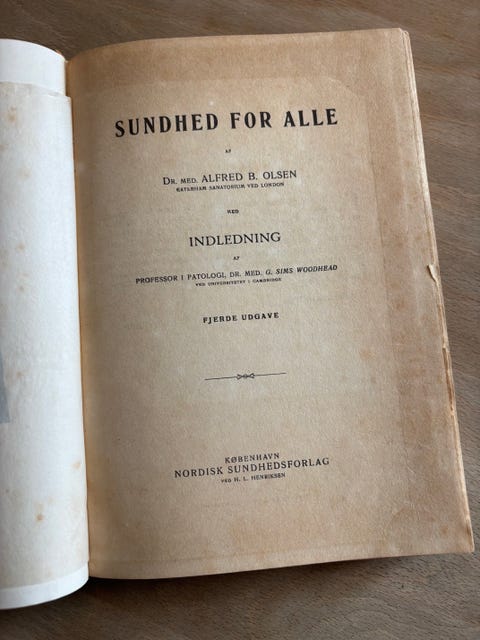 SUNDHED FOR ALLE
AF
DR. MED. ALFRED B. OLSEN
KATERHAM SANATORIUM VED LONDON
MED
INDLEDNING
AF
PROFESSOR I PATOLOGI, DR. MED. G. SIMS WOODHEAD
VED UNIVERSITETET I CAMBRIDGE
FJERDE UDGAVE
KØBENHAVN
NORDISK SUNDHEDSFORLAG
VED H. L. HENRIKSEN